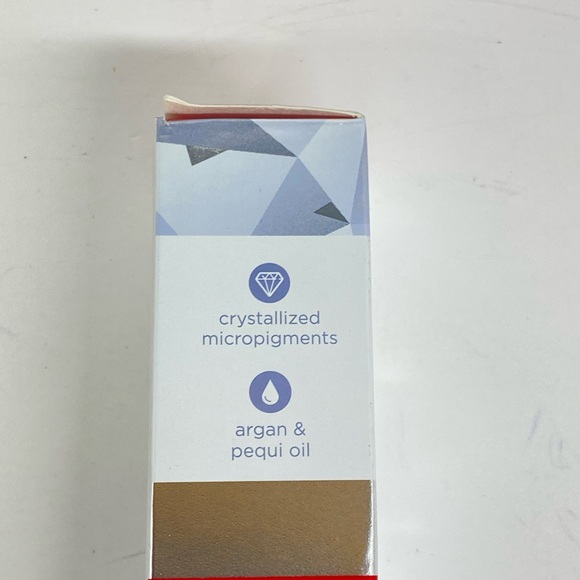 crystallized
micropigments
argan &
pequi oil